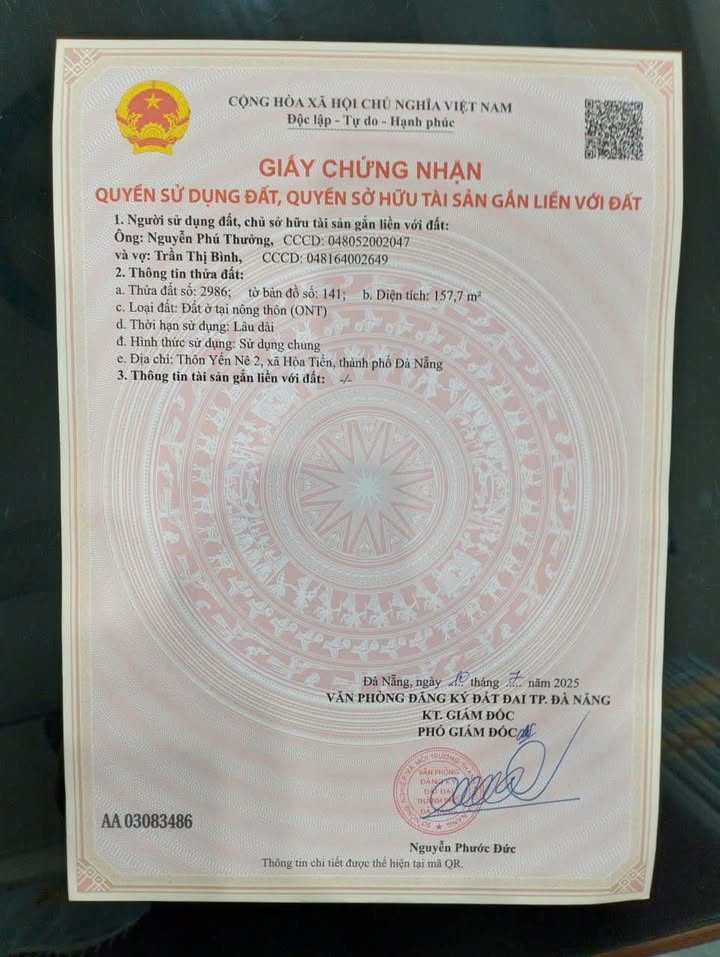 CỘNG HÒA XÃ HỘI CHỦ NGHĨA VIỆT NAM
Độc lập - Tự do - Hạnh phúc
GIẤY CHỨNG NHẬN
QUYỀN SỬ DỤNG ĐẤT, QUYỀN SỞ HỮU TÀI SẢN GẮN LIỀN VỚI ĐẤT
1. Người sử dụng đất, chủ sở hữu tài sản gắn liền với đất:
Ông: Nguyễn Phú Thưởng, CCCD: 048052002047
và vợ: Trần Thị Bình, CCCD: 048164002649
2. Thông tin thửa đất:
a. Thửa đất số: 2986; tờ bản đồ số: 141; b. Diện tích: 157,7 m²
c. Loại đất: Đất ở tại nông thôn (ONT)
d. Thời hạn sử dụng: Lâu dài
đ. Hình thức sử dụng: Sử dụng chung
e. Địa chỉ: Thôn Yến Nê 2, xã Hòa Tiến, thành phố Đà Nẵng
3. Thông tin tài sản gắn liền với đất: -/-
Đà Nẵng, ngày tháng 7 năm 2025
VĂN PHÒNG ĐĂNG KÝ ĐẤT ĐAI TP. ĐÀ NẴNG
KT. GIÁM ĐỐC
PHÓ GIÁM ĐỐC
VĂN PHÒNG
ĐĂNG KÝ
ĐẤT ĐAI
AA 03083486
Nguyễn Phước Đức
Thông tin chi tiết được thể hiện tại mã QR.